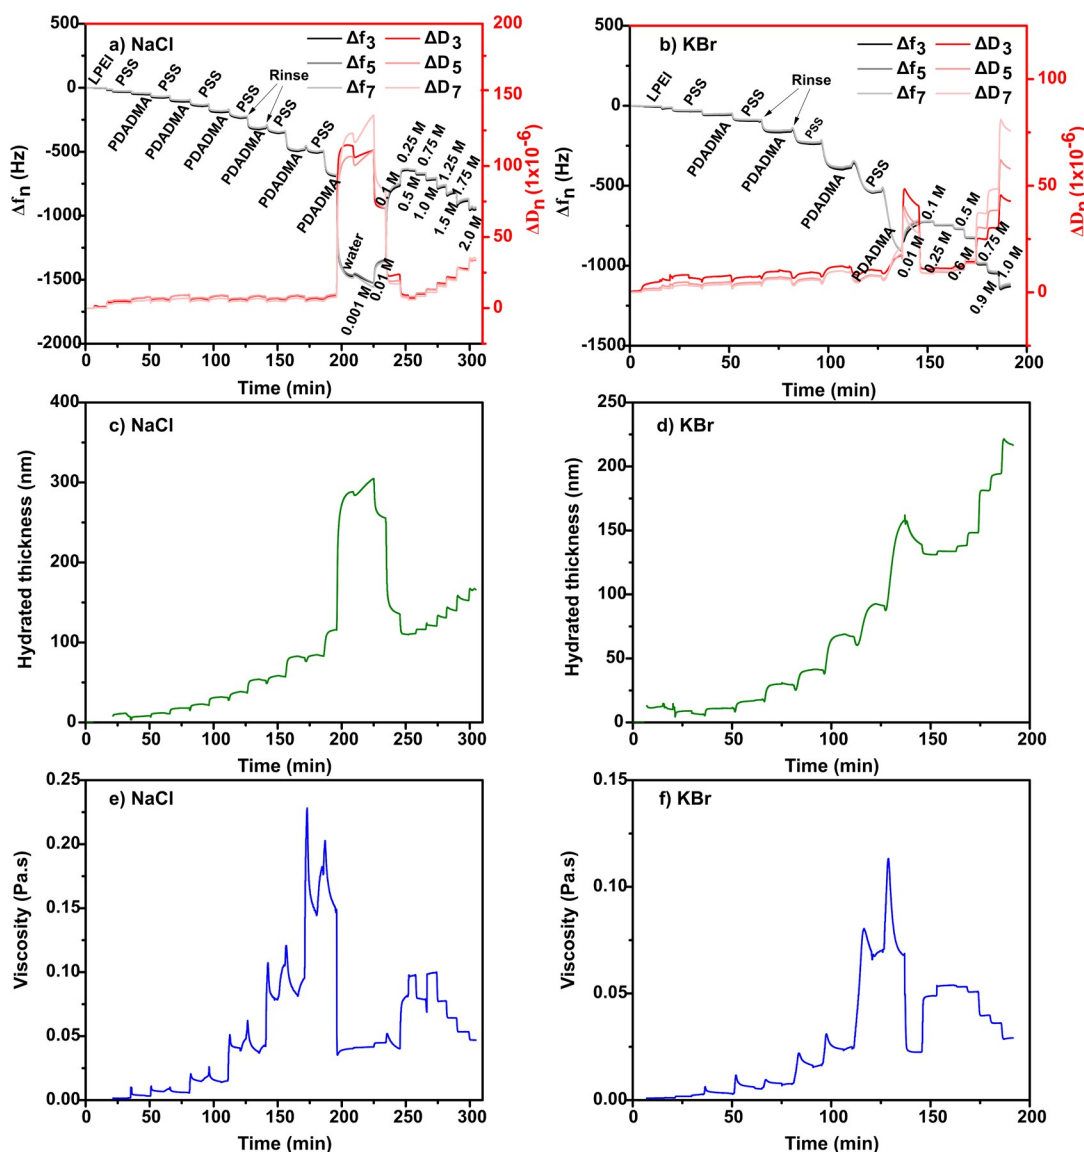 a) NaCl
Δf3 ΔD3
Δf5 ΔD5
Δf7 ΔD7
LPEI
PSS
PSS
PSS
PSS
Rinse
PSS
PSS
PDADMA
PDADMA
PDADMA
PDADMA
PDADMA
PDADMA
water
0.001 M
0.01 M
0.1 M
0.25 M
0.5 M
0.75 M
1.0 M
1.25 M
1.5 M
1.75 M
2.0 M
500
0
-500
-1000
-1500
-2000
Δfn (Hz)
200
150
100
50
0
ΔDn (1x10-6)
0 50 100 150 200 250 300
Time (min)
b) KBr
Δf3 ΔD3
Δf5 ΔD5
Δf7 ΔD7
LPEI
PSS
PSS
Rinse
PSS
PSS
PDADMA
PDADMA
PDADMA
0.01 M
0.1 M
0.25 M
0.5 M
0.6 M
0.75 M
0.9 M
1.0 M
500
0
-500
-1000
-1500
Δfn (Hz)
100
50
0
ΔDn (1x10-6)
0 50 100 150 200
Time (min)
c) NaCl
400
300
200
100
0
Hydrated thickness (nm)
0 50 100 150 200 250 300
Time (min)
d) KBr
250
200
150
100
50
0
Hydrated thickness (nm)
0 50 100 150 200
Time (min)
e) NaCl
0.25
0.20
0.15
0.10
0.05
0.00
Viscosity (Pa.s)
0 50 100 150 200 250 300
Time (min)
f) KBr
0.15
0.10
0.05
0.00
Viscosity (Pa.s)
0 50 100 150 200
Time (min)